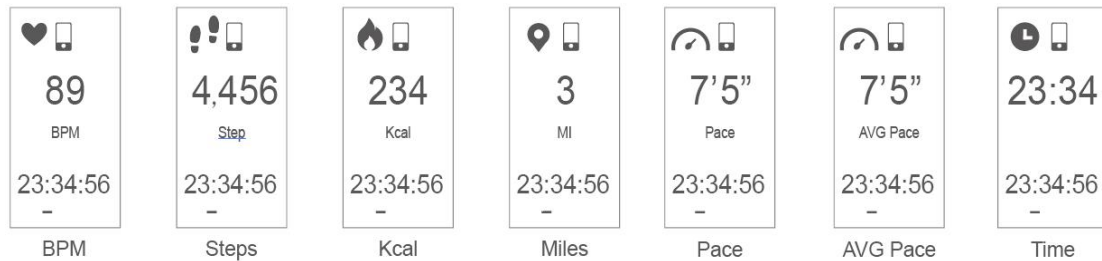 89 4,456 234 3 7’5” 7’5” 23:34
BPM Step Kcal MI Pace AVG Pace
23:34:56 23:34:56 23:34:56 23:34:56 23:34:56 23:34:56 23:34:56
BPM Steps Kcal Miles Pace AVG Pace Time